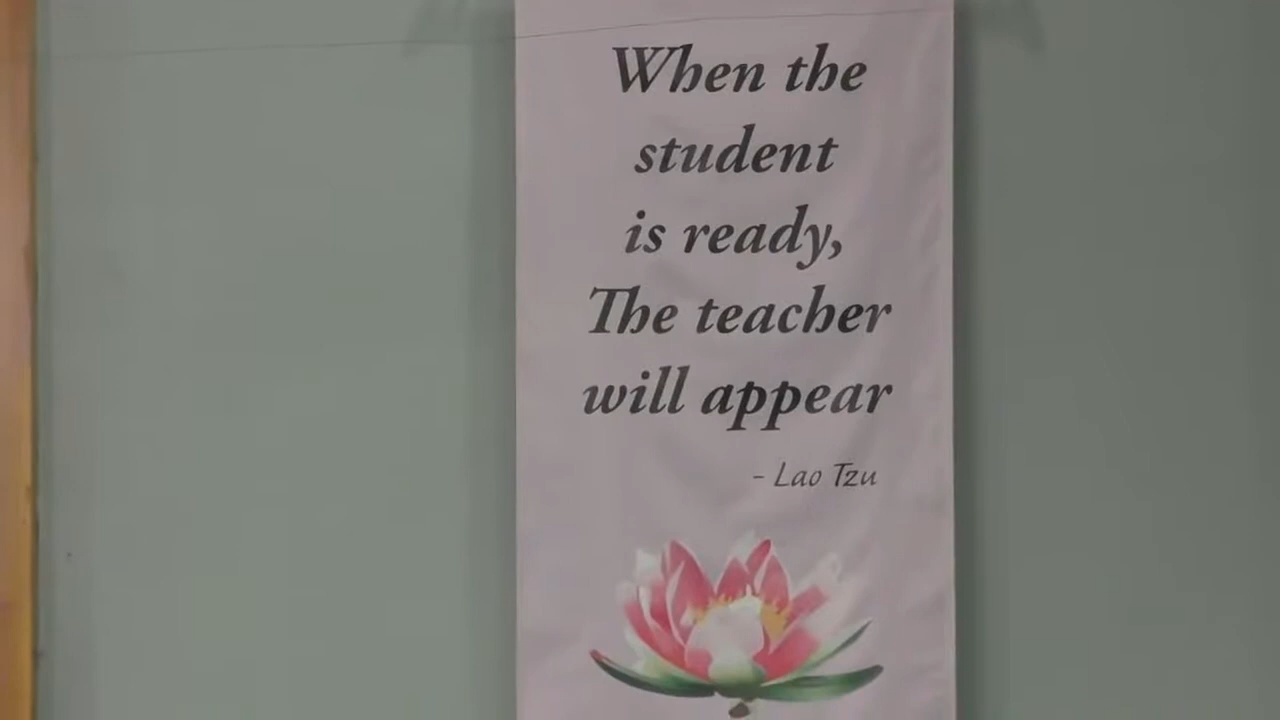 When the
student
is ready,
The teacher
will appear
- Lao Tzu